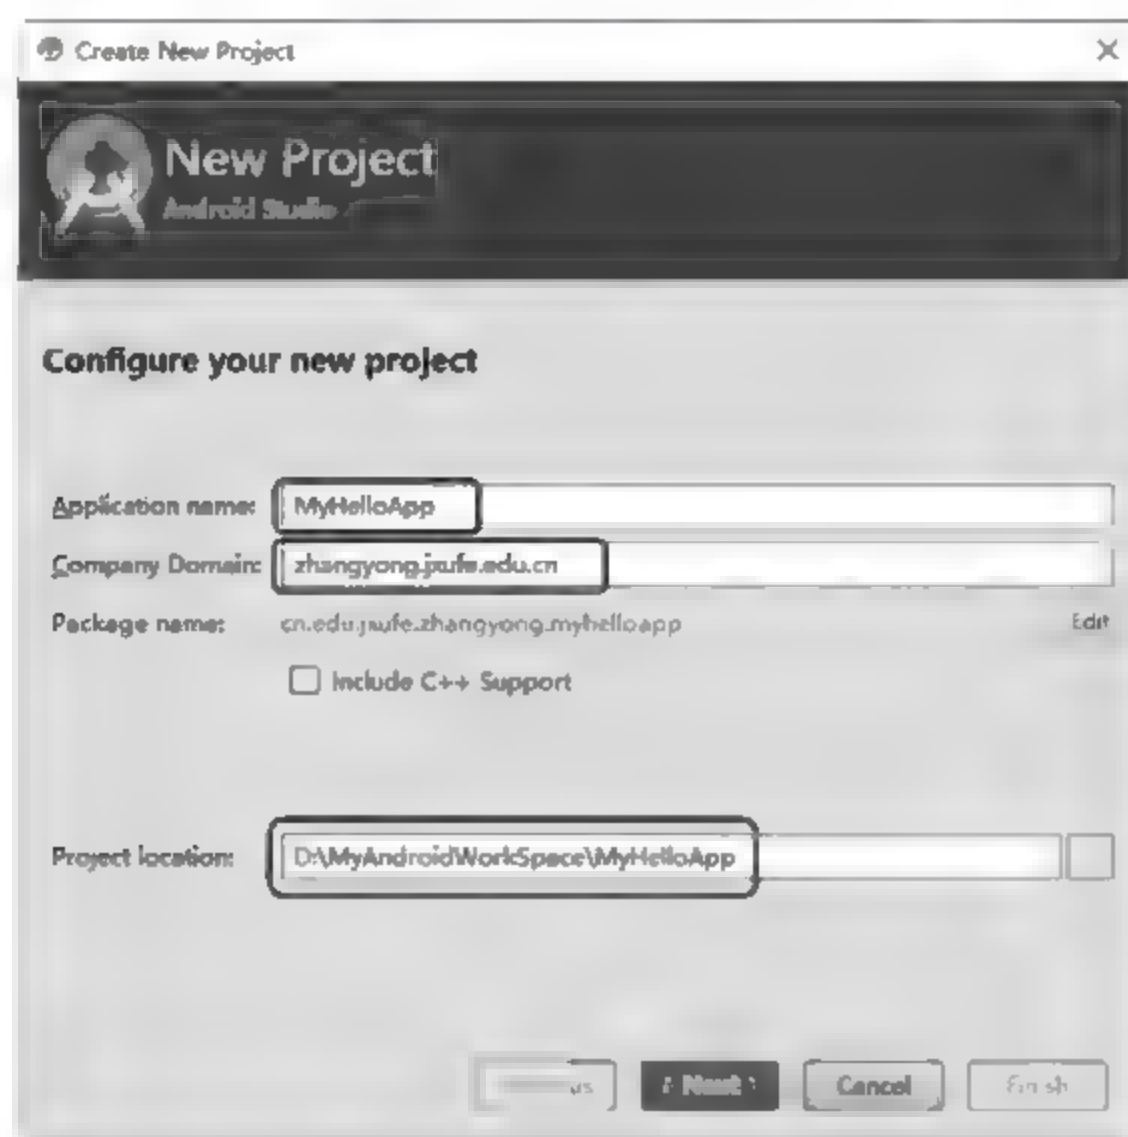 Create New Project
New Project
Android Studio
Configure your new project
Application name: MyHelloApp
Company Domain: zhangyong.jxufe.edu.cn
Package name: cn.edu.jxufe.zhangyong.myhelloapp Edit
Include C++ Support
Project location: D:\MyAndroidWorkSpace\MyHelloApp
Next Cancel Finish